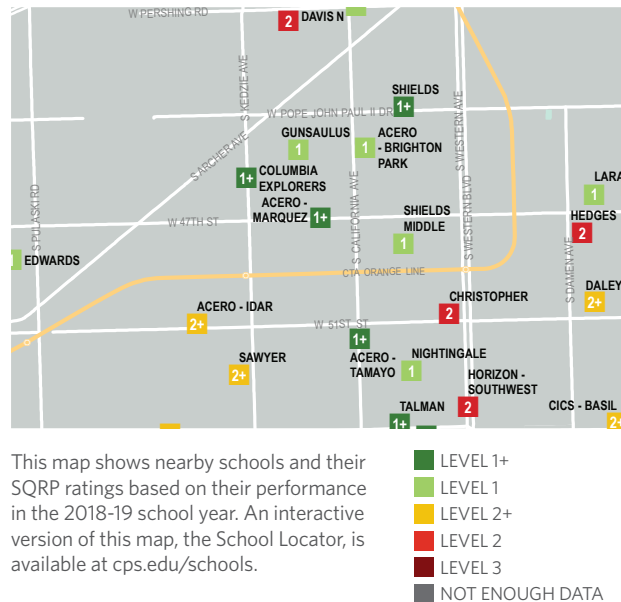 W PERSHING RD
2
DAVIS N
S PULASKI RD
S KEDZIE AVE
S ARCHER AVE
S CALIFORNIA AVE
S WESTERN AVE
S WESTERN BLVD
S DAMEN AVE
SHIELDS
1+
W POPE JOHN PAUL II DR
GUNSAULUS
1
1
ACERO
- BRIGHTON
PARK
1+
COLUMBIA
EXPLORERS
ACERO -
MARQUEZ
1+
LARA
1
W 47TH ST
SHIELDS
MIDDLE
1
HEDGES
2
EDWARDS
CTA ORANGE LINE
ACERO - IDAR
2+
CHRISTOPHER
2
DALEY
2+
W 51ST ST
1+
ACERO -
TAMAYO
SAWYER
2+
NIGHTINGALE
1
HORIZON -
SOUTHWEST
2
TALMAN
1+
CICS - BASIL
2+
This map shows nearby schools and their
SQRP ratings based on their performance
in the 2018-19 school year. An interactive
version of this map, the School Locator, is
available at cps.edu/schools.
LEVEL 1+
LEVEL 1
LEVEL 2+
LEVEL 2
LEVEL 3
NOT ENOUGH DATA